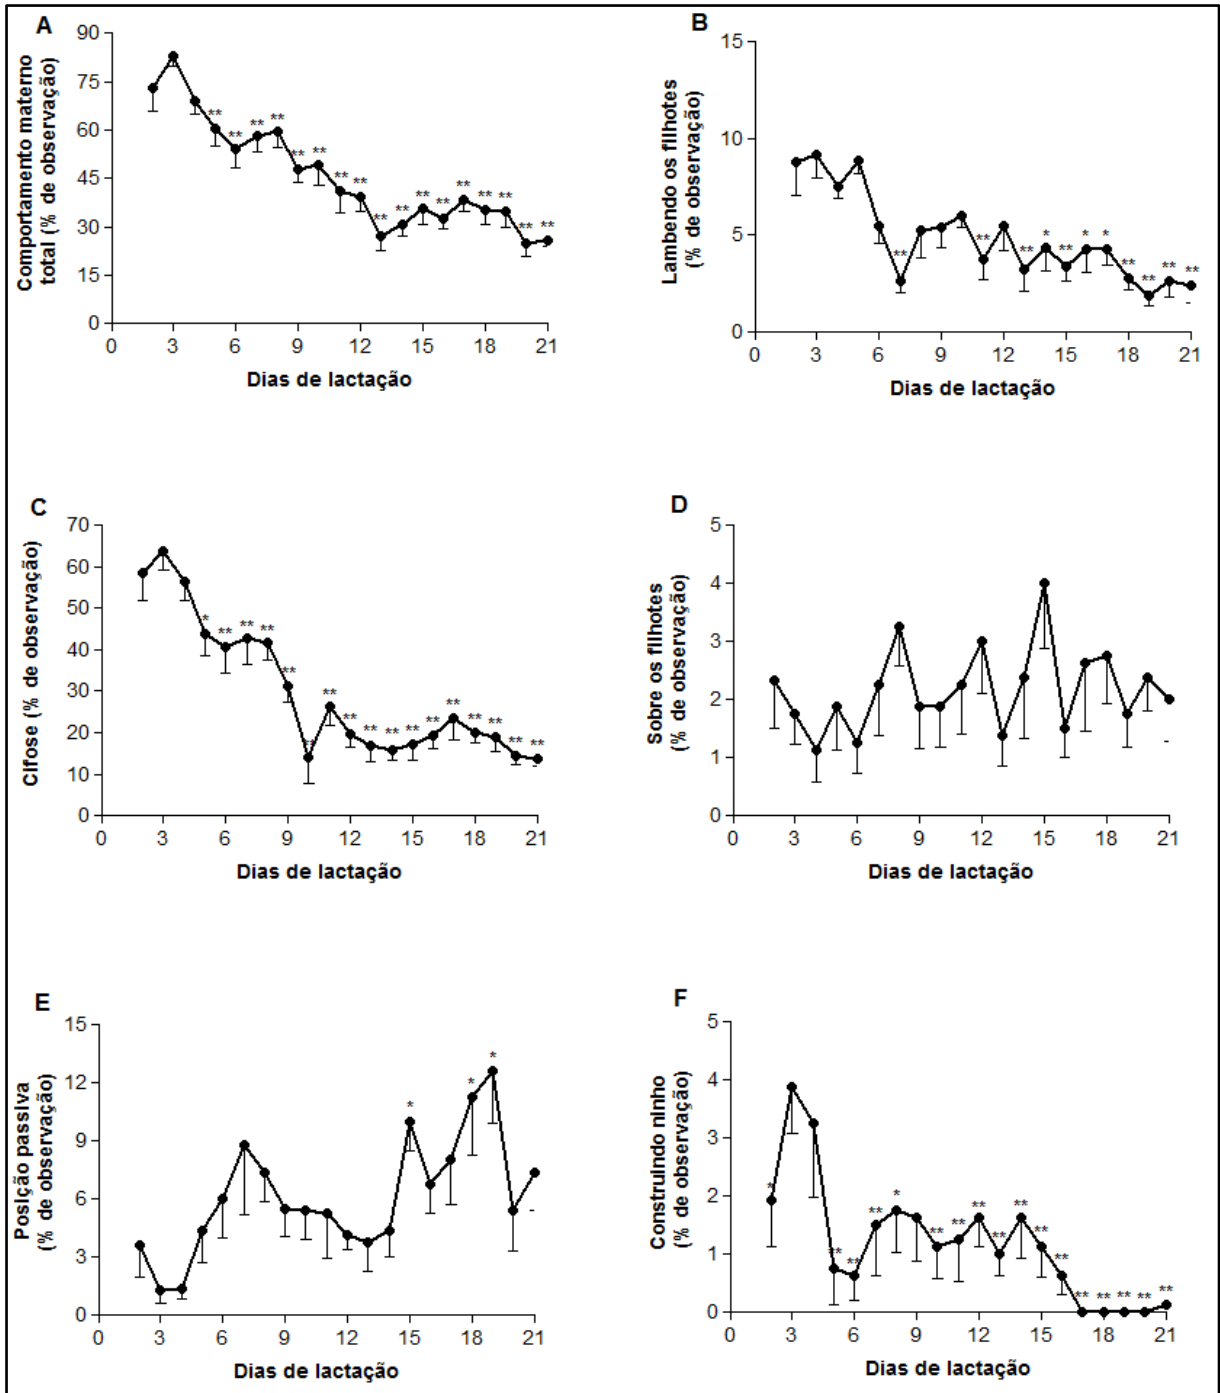 A
Comportamento materno
total (% de observação)
90
75
60
45
30
15
0
** ** ** ** ** ** ** ** ** ** ** ** ** ** ** ** **
0 3 6 9 12 15 18 21
Dias de lactação
B
Lambendo os filhotes
(% de observação)
15
10
5
0
** ** ** * ** * * ** ** ** **
0 3 6 9 12 15 18 21
Dias de lactação
C
Cifose (% de observação)
70
60
50
40
30
20
10
0
* ** ** ** ** ** ** ** ** ** ** ** ** ** ** ** **
0 3 6 9 12 15 18 21
Dias de lactação
D
Sobre os filhotes
(% de observação)
5
4
3
2
1
0
0 3 6 9 12 15 18 21
Dias de lactação
E
Posição passiva
(% de observação)
15
12
9
6
3
0
* * *
0 3 6 9 12 15 18 21
Dias de lactação
F
Construindo ninho
(% de observação)
5
4
3
2
1
0
* ** ** ** * ** ** ** ** ** ** ** ** ** ** ** **
0 3 6 9 12 15 18 21
Dias de lactação